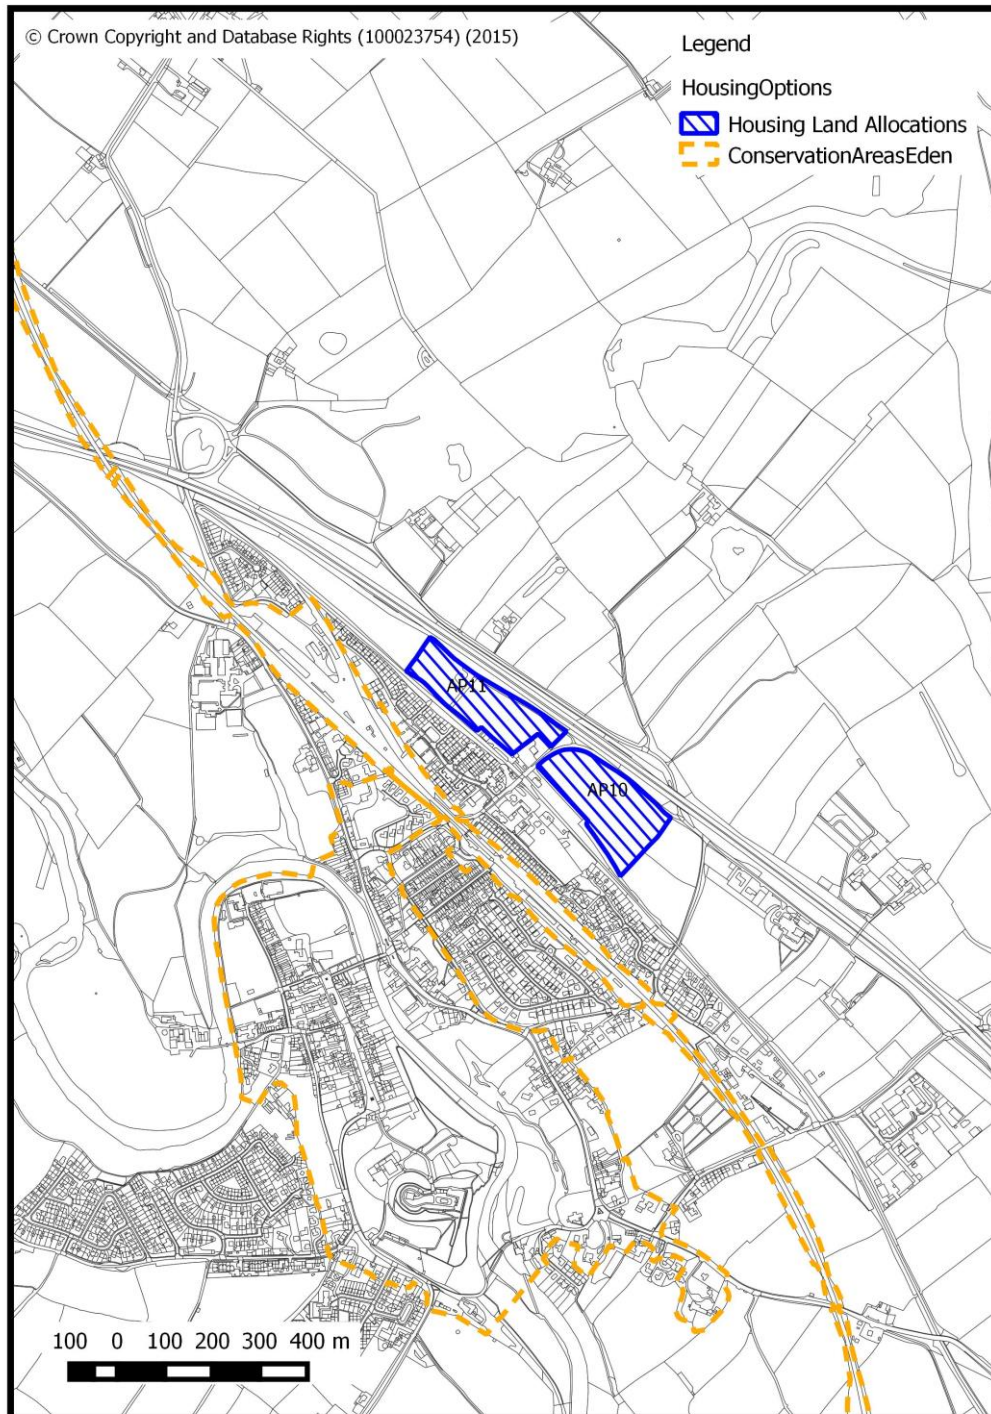 © Crown Copyright and Database Rights (100023754) (2015)
Legend
HousingOptions
Housing Land Allocations
ConservationAreasEden
AP11
AP10
100 0 100 200 300 400 m